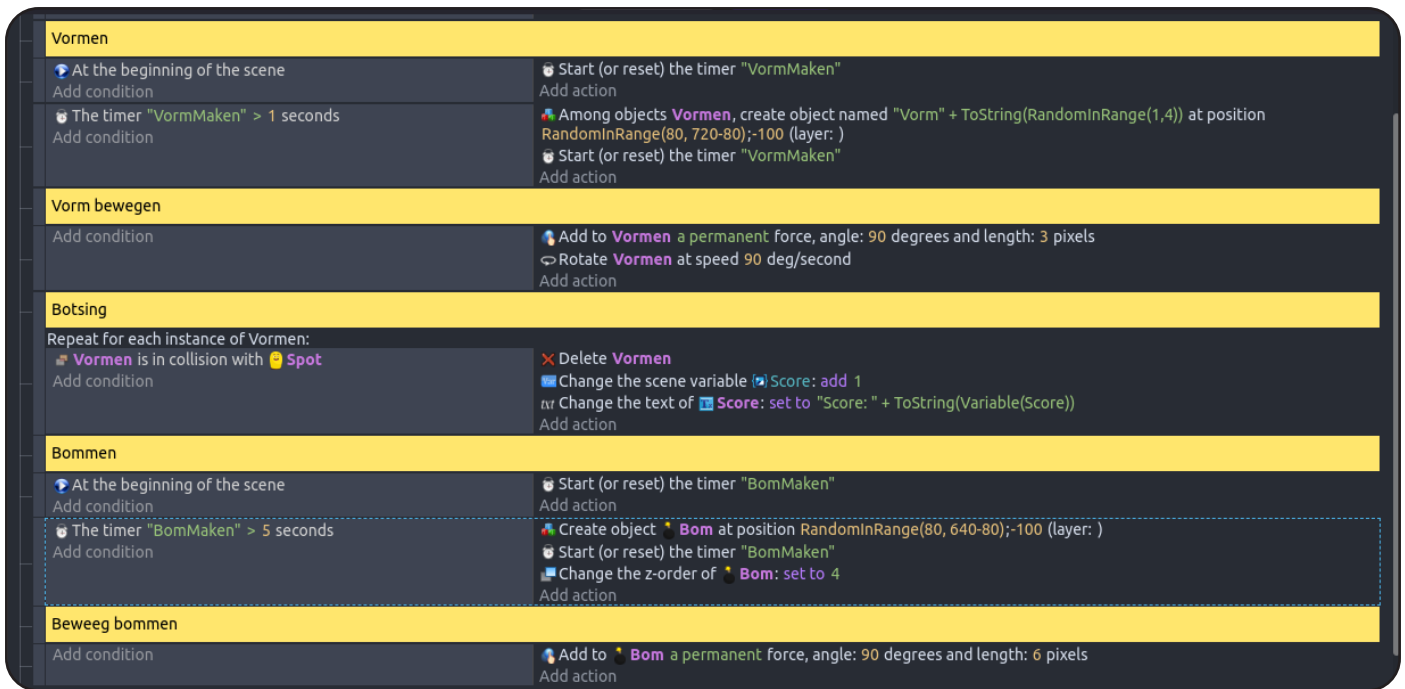 Vormen
At the beginning of the scene
Start (or reset) the timer "VormMaken"
Add condition
Add action
The timer "VormMaken" > 1 seconds
Among objects Vormen, create object named "Vorm" + ToString(RandomInRange(1,4)) at position
Add condition
RandomInRange(80, 720-80);-100 (layer: )
Start (or reset) the timer "VormMaken"
Add action
Vorm bewegen
Add condition
Add to Vormen a permanent force, angle: 90 degrees and length: 3 pixels
Rotate Vormen at speed 90 deg/second
Add action
Botsing
Repeat for each instance of Vormen:
Vormen is in collision with Spot
Delete Vormen
Add condition
Change the scene variable Score: add 1
txt Change the text of Score: set to "Score: " + ToString(Variable(Score))
Add action
Bommen
At the beginning of the scene
Start (or reset) the timer "BomMaken"
Add condition
Add action
The timer "BomMaken" > 5 seconds
Create object Bom at position RandomInRange(80, 640-80);-100 (layer: )
Add condition
Start (or reset) the timer "BomMaken"
Change the z-order of Bom: set to 4
Add action
Beweeg bommen
Add condition
Add to Bom a permanent force, angle: 90 degrees and length: 6 pixels
Add action